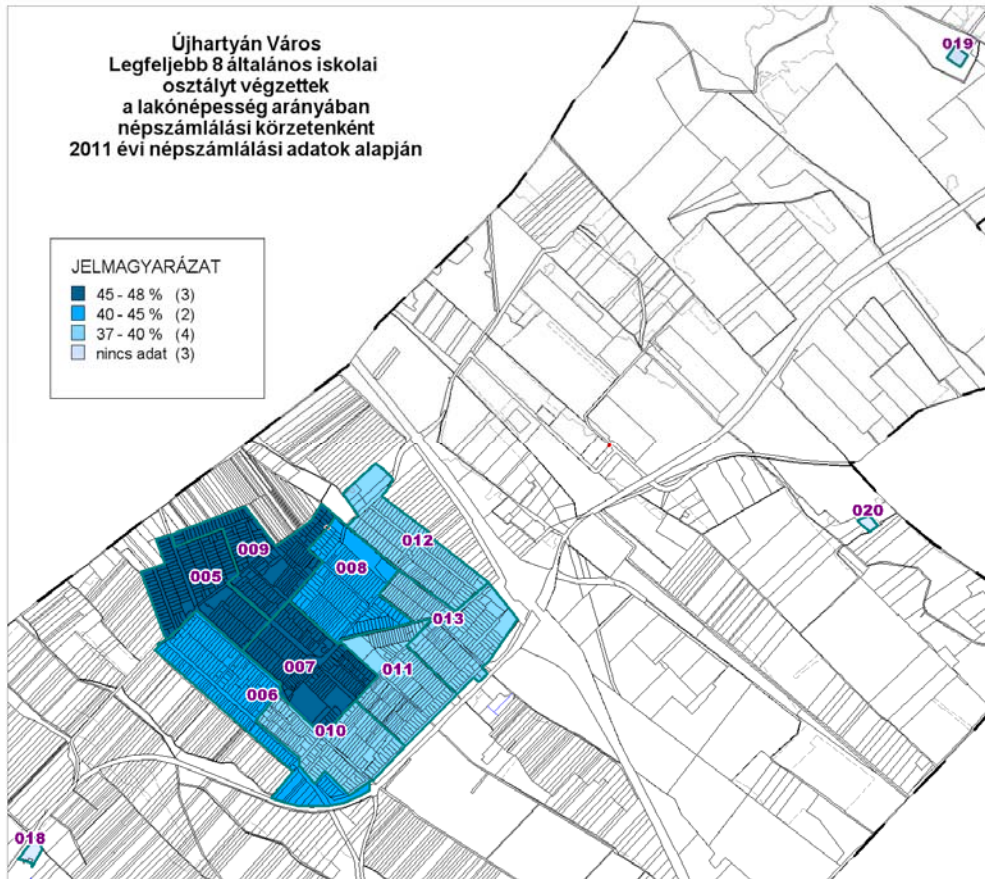 Újhartyán Város
Legfeljebb 8 általános iskolai
osztályt végzettek
a lakónépesség arányában
népszámlálási körzetenként
2011 évi népszámlálási adatok alapján
JELMAGYARÁZAT
45 - 48 % (3)
40 - 45 % (2)
37 - 40 % (4)
nincs adat (3)
019
020
012
009
008
005
013
007
011
006
010
018